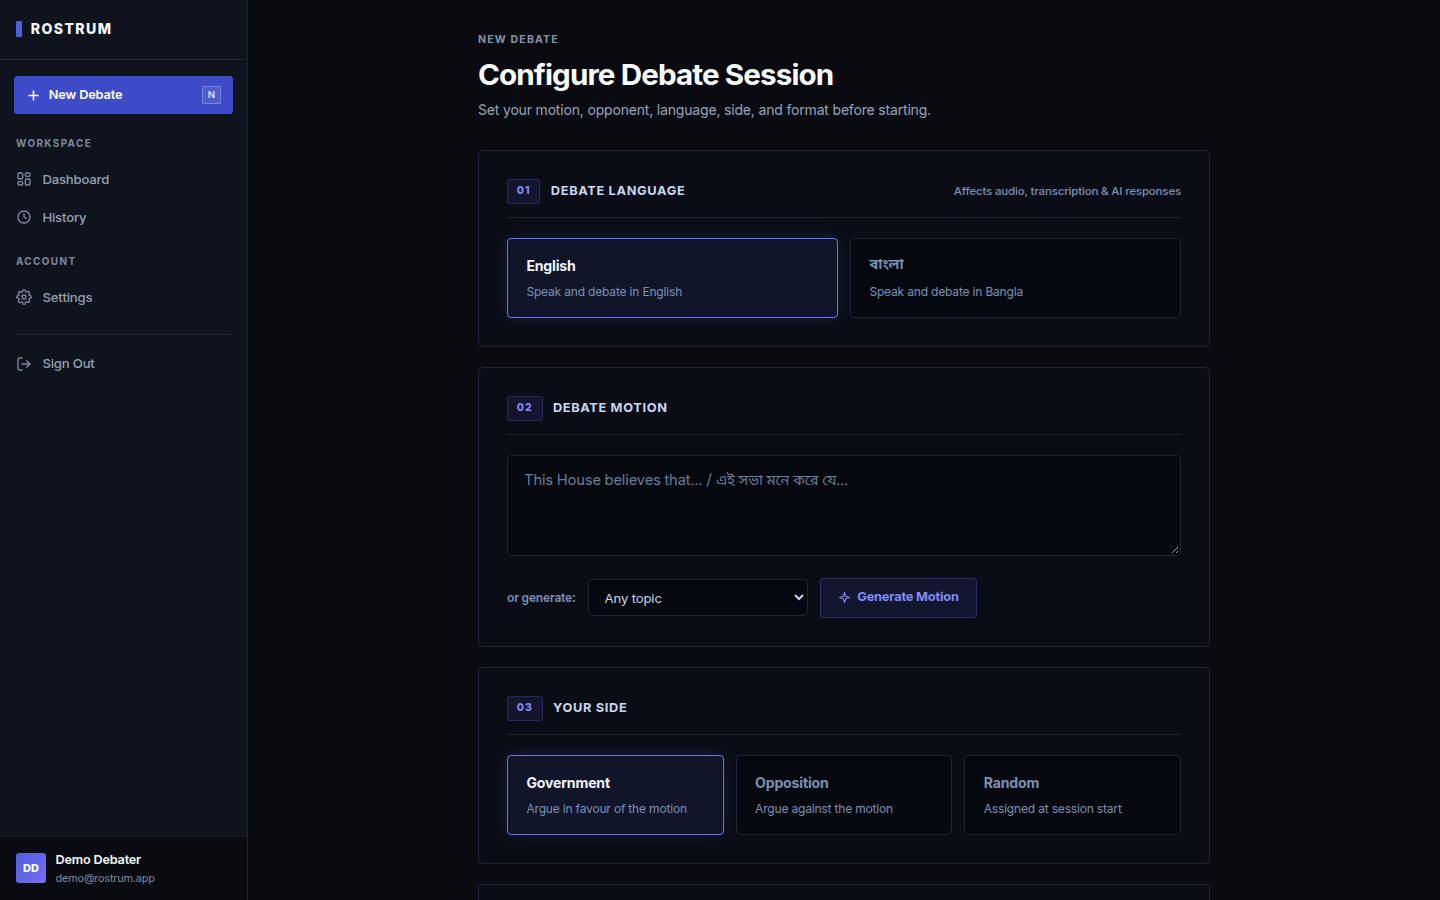 ROSTRUM
New Debate N
WORKSPACE
Dashboard
History
ACCOUNT
Settings
Sign Out
DD
Demo Debater
demo@rostrum.app
NEW DEBATE
Configure Debate Session
Set your motion, opponent, language, side, and format before starting.
01 DEBATE LANGUAGE Affects audio, transcription & AI responses
English
Speak and debate in English
বাংলা
Speak and debate in Bangla
02 DEBATE MOTION
This House believes that... / এই সভা মনে করে যে...
or generate: Any topic Generate Motion
03 YOUR SIDE
Government
Argue in favour of the motion
Opposition
Argue against the motion
Random
Assigned at session start